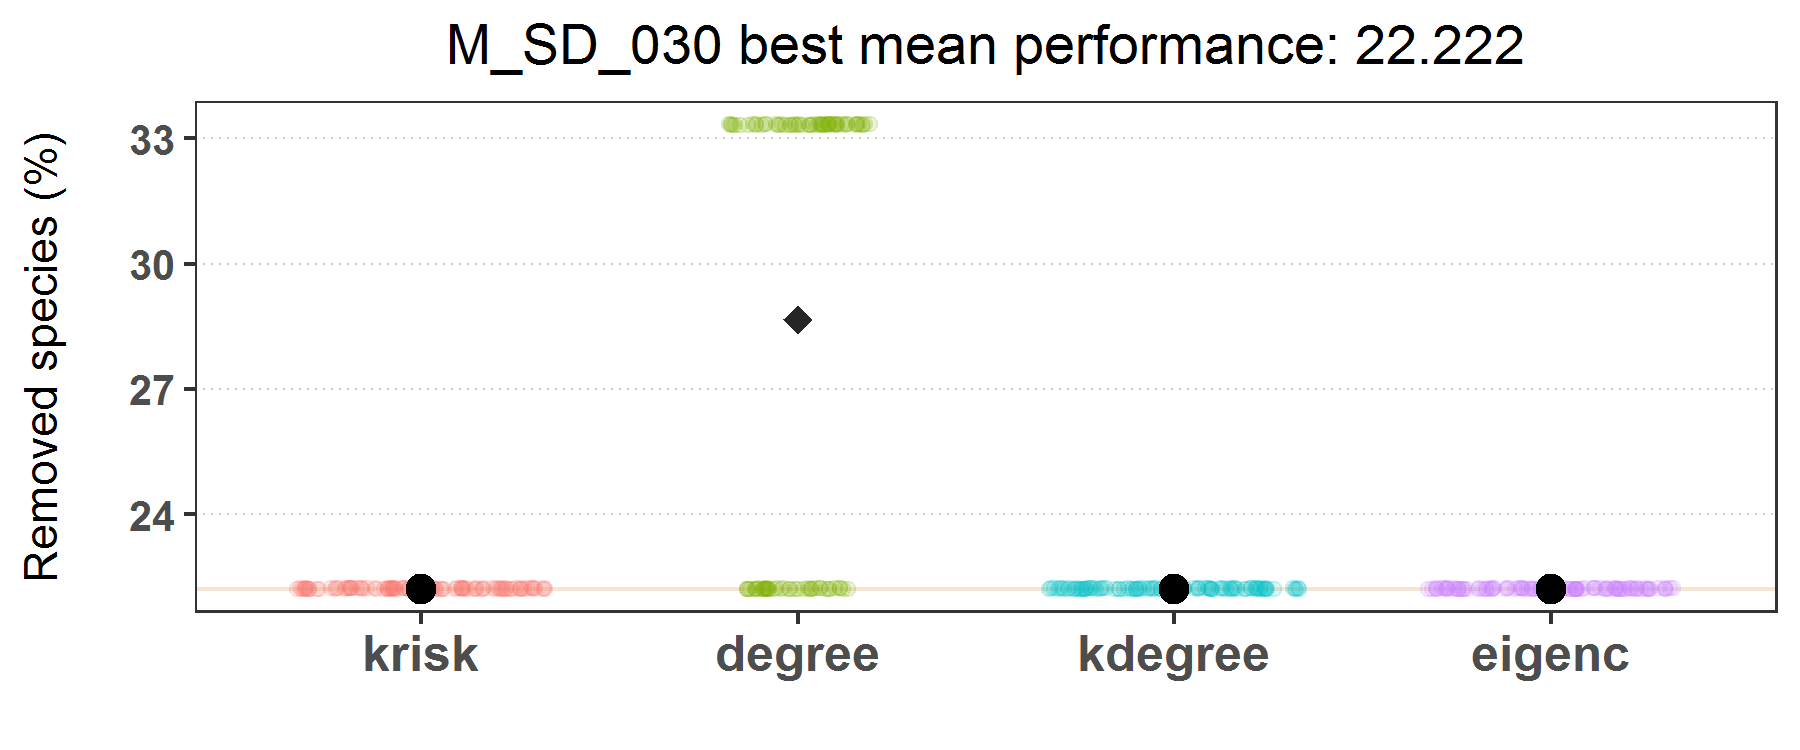 M_SD_030 best mean performance: 22.222
Removed species (%)
33
30
27
24
krisk degree kdegree eigenc